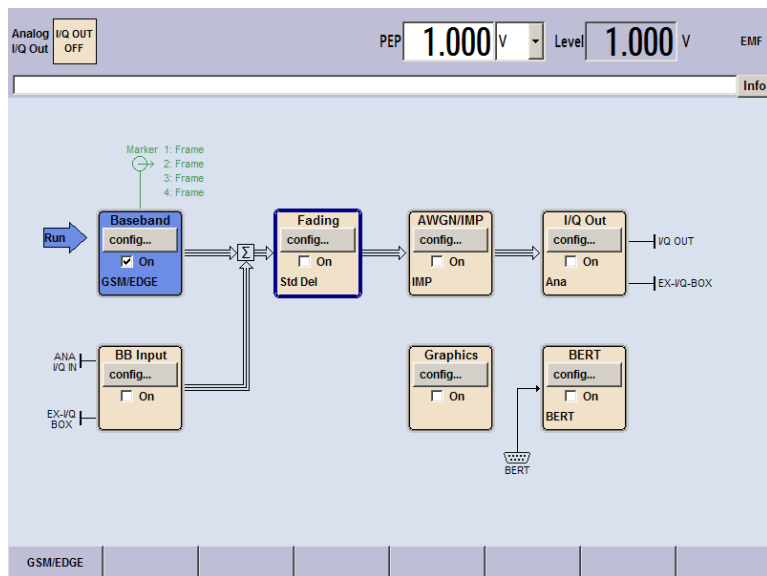 Analog I/Q OUT
I/Q Out OFF
PEP 1.000 V Level 1.000 V EMF
Info
Marker 1: Frame
2: Frame
3: Frame
4: Frame
Run
Baseband
config...
On
GSM/EDGE
Σ
Fading
config...
On
Std Del
AWGN/IMP
config...
On
IMP
I/Q Out
config...
On
Ana
I/Q OUT
EX-I/Q-BOX
ANA
I/Q IN
EX-I/Q
BOX
BB Input
config...
On
Graphics
config...
On
BERT
config...
On
BERT
BERT
GSM/EDGE